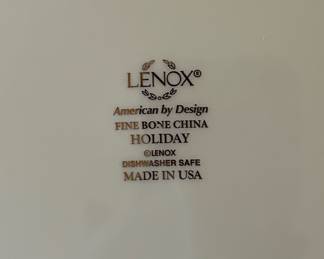 LENOX®
American by Design
FINE BONE CHINA
HOLIDAY
©LENOX
DISHWASHER SAFE
MADE IN USA